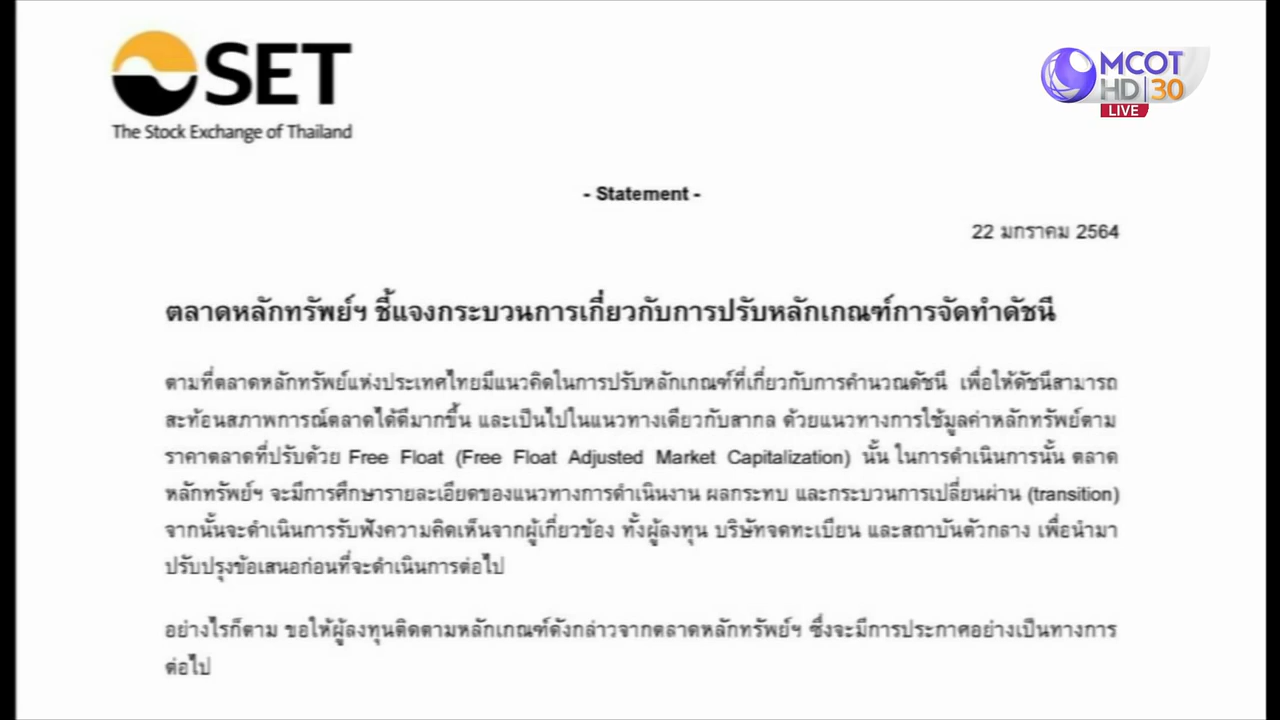 SET
The Stock Exchange of Thailand
MCOT
HD 30
LIVE
- Statement -
22 มกราคม 2564
ตลาดหลักทรัพย์ฯ ชี้แจงกระบวนการเกี่ยวกับการปรับหลักเกณฑ์การจัดทำดัชนี
ตามที่ตลาดหลักทรัพย์แห่งประเทศไทยมีแนวคิดในการปรับหลักเกณฑ์ที่เกี่ยวกับการคำนวณดัชนี เพื่อให้ดัชนีสามารถ
สะท้อนสภาพการณ์ตลาดได้ดีมากขึ้น และเป็นไปในแนวทางเดียวกับสากล ด้วยแนวทางการใช้มูลค่าหลักทรัพย์ตาม
ราคาตลาดที่ปรับด้วย Free Float (Free Float Adjusted Market Capitalization) นั้น ในการดำเนินการนั้น ตลาด
หลักทรัพย์ฯ จะมีการศึกษารายละเอียดของแนวทางการดำเนินงาน ผลกระทบ และกระบวนการเปลี่ยนผ่าน (transition)
จากนั้นจะดำเนินการรับฟังความคิดเห็นจากผู้เกี่ยวข้อง ทั้งผู้ลงทุน บริษัทจดทะเบียน และสถาบันตัวกลาง เพื่อนำมา
ปรับปรุงข้อเสนอก่อนที่จะดำเนินการต่อไป
อย่างไรก็ตาม ขอให้ผู้ลงทุนติดตามหลักเกณฑ์ดังกล่าวจากตลาดหลักทรัพย์ฯ ซึ่งจะมีการประกาศอย่างเป็นทางการ
ต่อไป